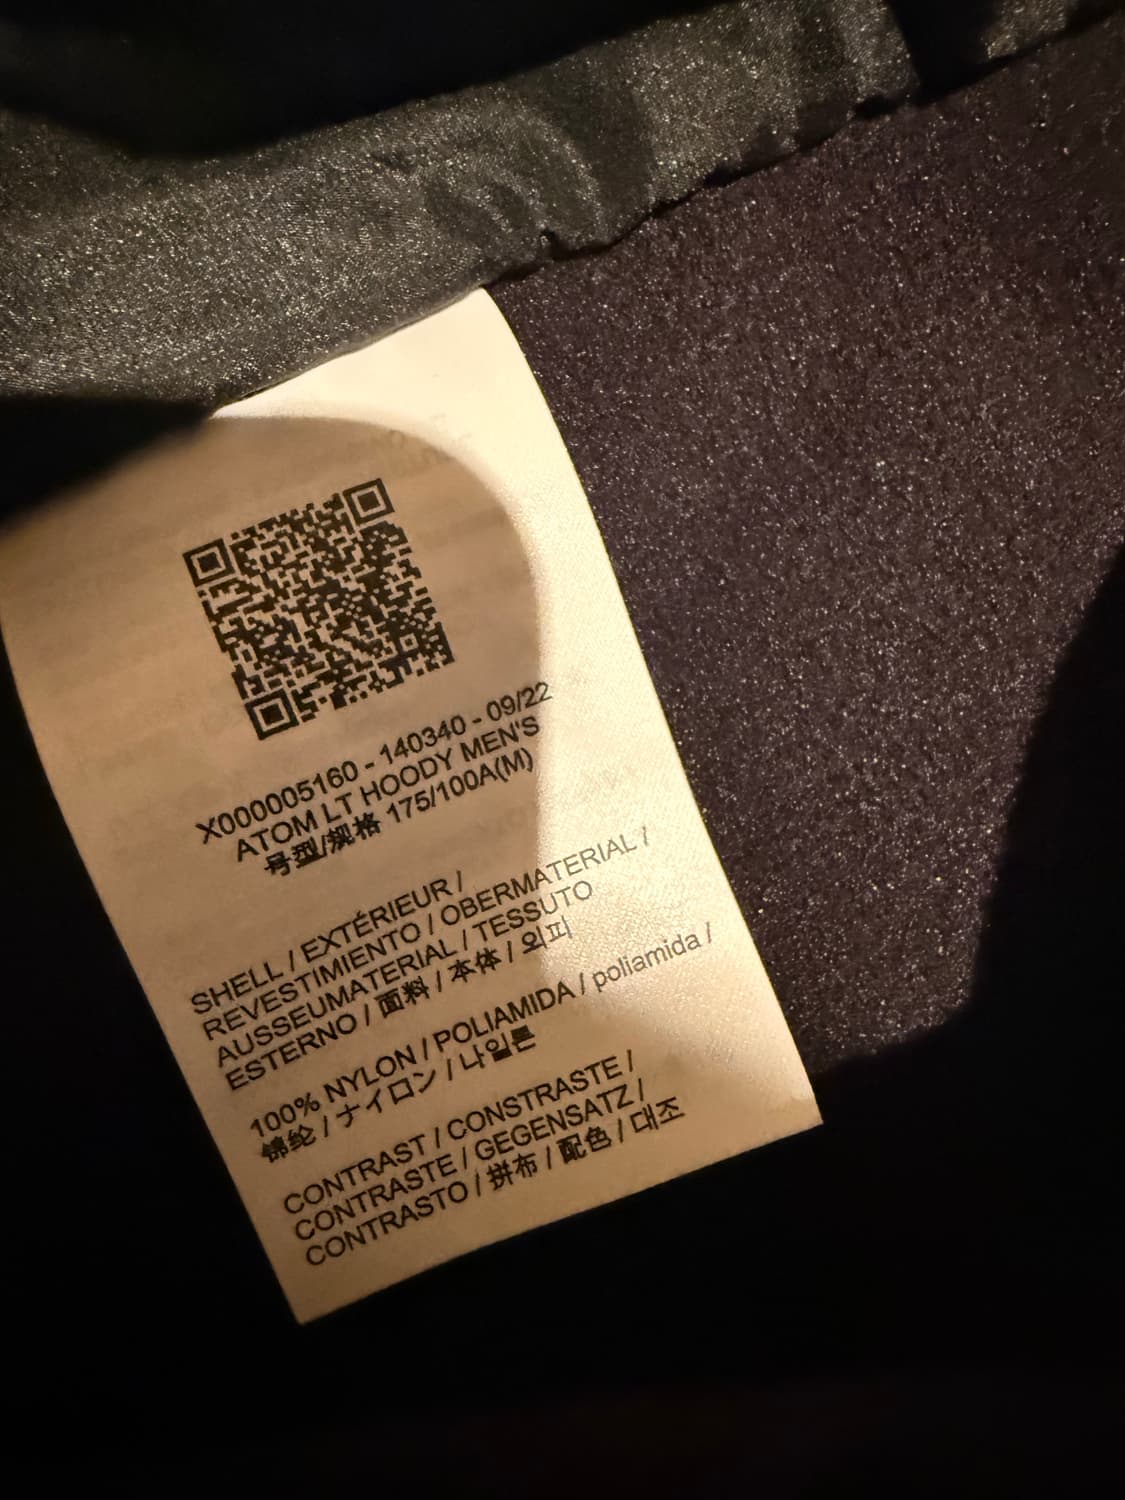 X000005160 - 140340 - 09/22
ATOM LT HOODY MEN'S
号型/规格 175/100A(M)
SHELL / EXTÉRIEUR /
REVESTIMIENTO / OBERMATERIAL /
AUSSEUMATERIAL / TESSUTO
ESTERNO / 面料 / 本体 / 외피
100% NYLON / POLIAMIDA / poliamida /
锦纶 / ナイロン / 나일론
CONTRAST / CONSTRASTE /
CONTRASTE / GEGENSATZ /
CONTRASTO / 拼布 / 配色 / 대조